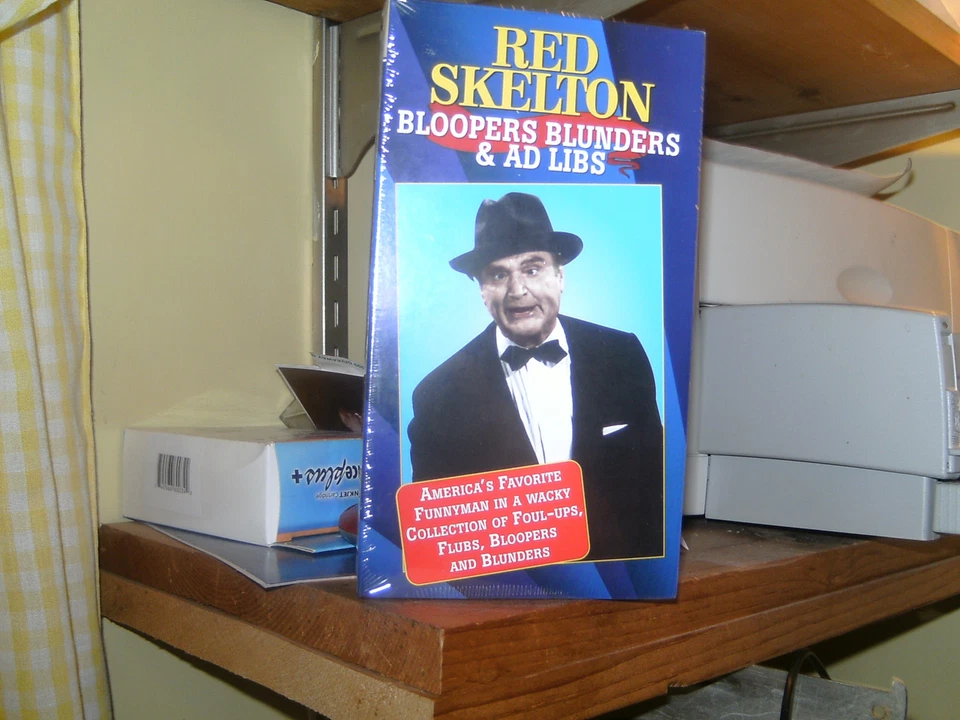 RED
SKELTON
BLOOPERS BLUNDERS
& AD LIBS
AMERICA'S FAVORITE
FUNNYMAN IN A WACKY
COLLECTION OF FOUL-UPS,
FLUBS, BLOOPERS
AND BLUNDERS